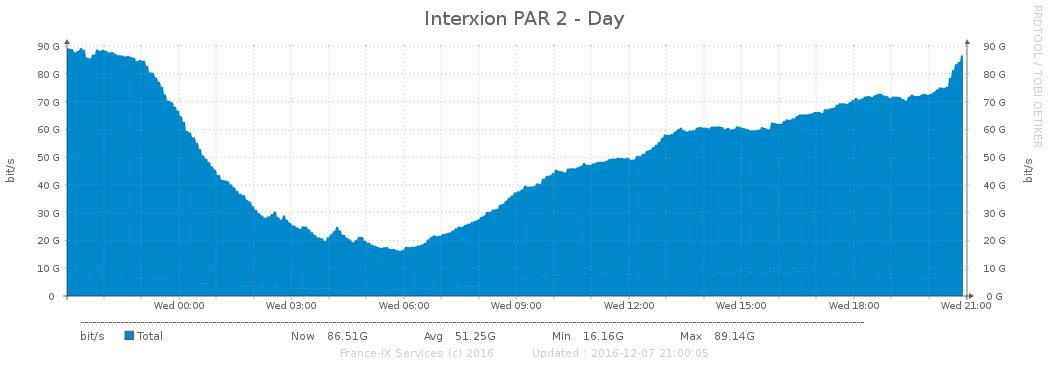 Interxion PAR 2 - Day
RRDTOOL / TOBI OETIKER
bit/s
bit/s
90 G 90 G
80 G 80 G
70 G 70 G
60 G 60 G
50 G 50 G
40 G 40 G
30 G 30 G
20 G 20 G
10 G 10 G
0 0 G
Wed 00:00 Wed 03:00 Wed 06:00 Wed 09:00 Wed 12:00 Wed 15:00 Wed 18:00 Wed 21:00
bit/s Total Now 86.51G Avg 51.25G Min 16.16G Max 89.14G
France-IX Services (c) 2016 Updated : 2016-12-07 21:00:05